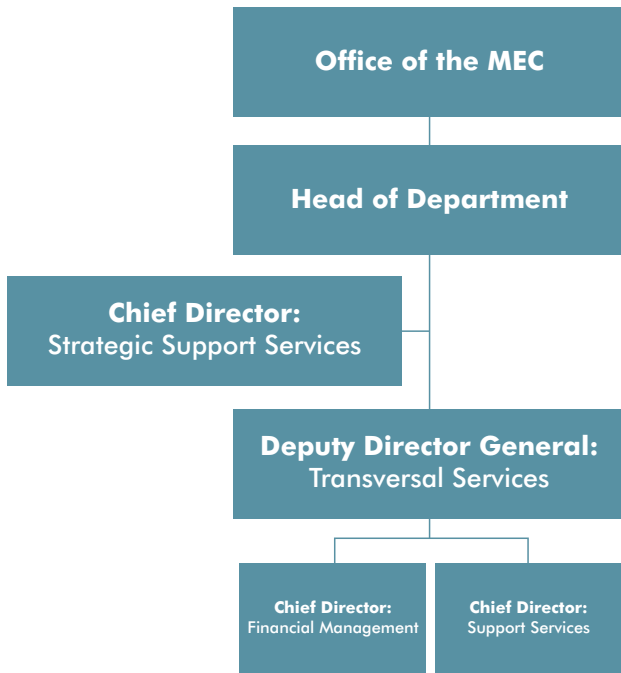 Office of the MEC
Head of Department
Chief Director:
Strategic Support Services
Deputy Director General:
Transversal Services
Chief Director:
Financial Management
Chief Director:
Support Services